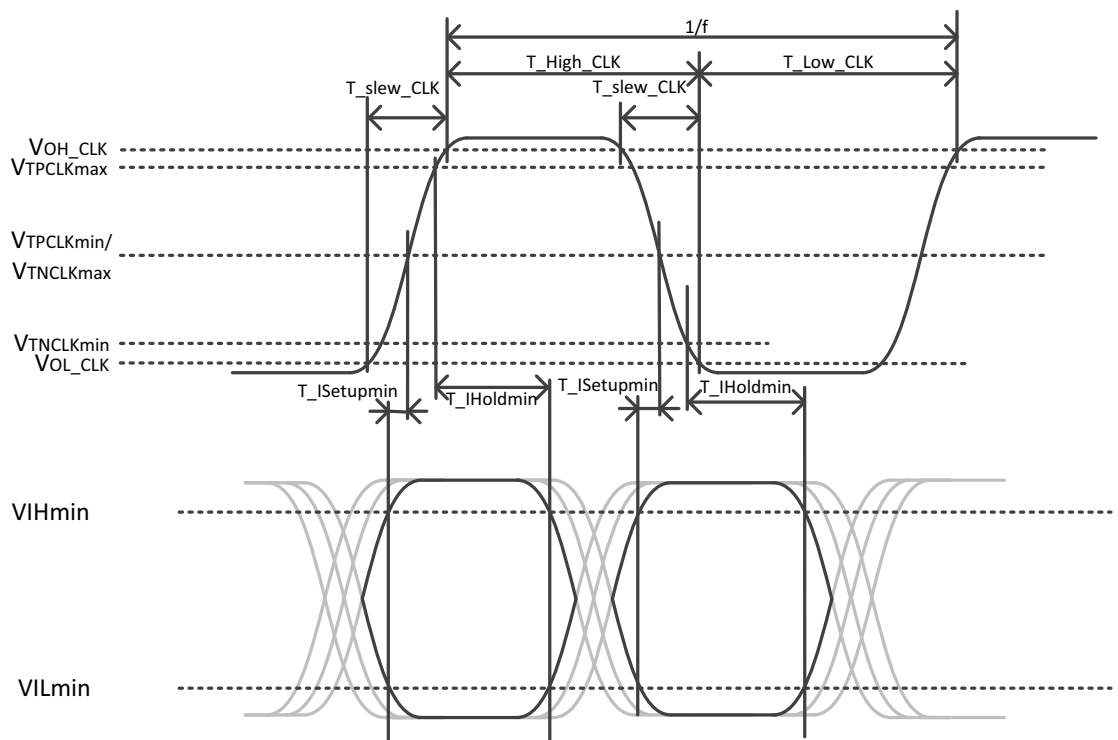 1/f
T_High_CLK
T_Low_CLK
T_slew_CLK
T_slew_CLK
VOH_CLK
VTPCLKmax
VTPCLKmin/
VTNCLKmax
VTNCLKmin
VOL_CLK
T_ISetupmin
T_IHoldmin
T_ISetupmin
T_IHoldmin
VIHmin
VILmin